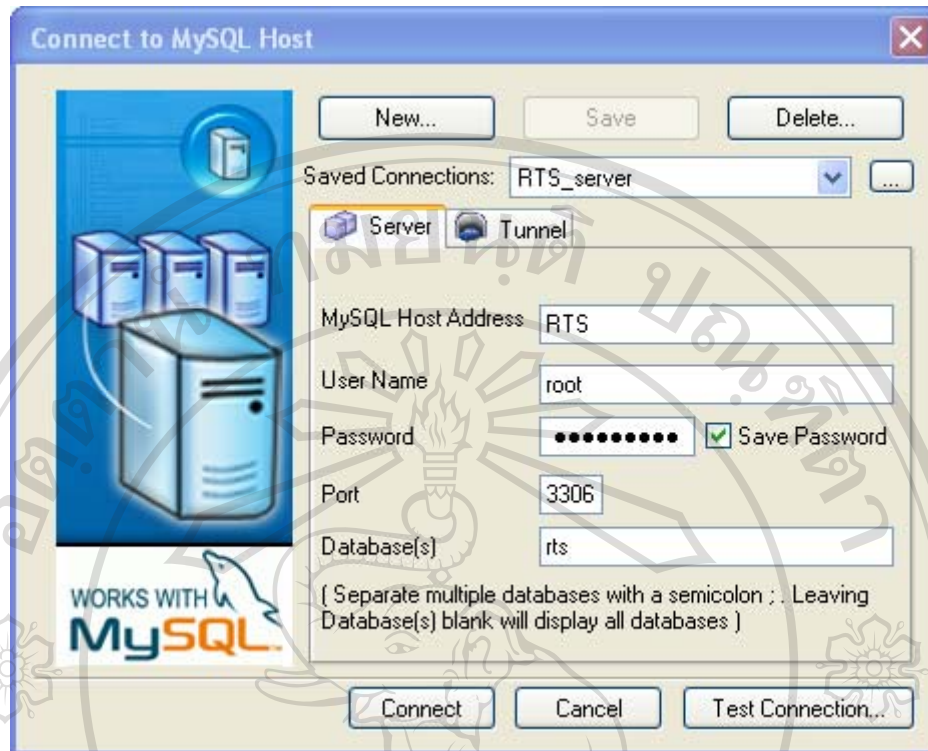 Connect to MySQL Host
New... Save Delete...
Saved Connections: RTS_server ...
Server Tunnel
MySQL Host Address RTS
User Name root
Password ●●●●●●●●● Save Password
Port 3306
Database(s) rts
( Separate multiple databases with a semicolon ; . Leaving
Database(s) blank will display all databases )
WORKS WITH
MySQL
Connect Cancel Test Connection...